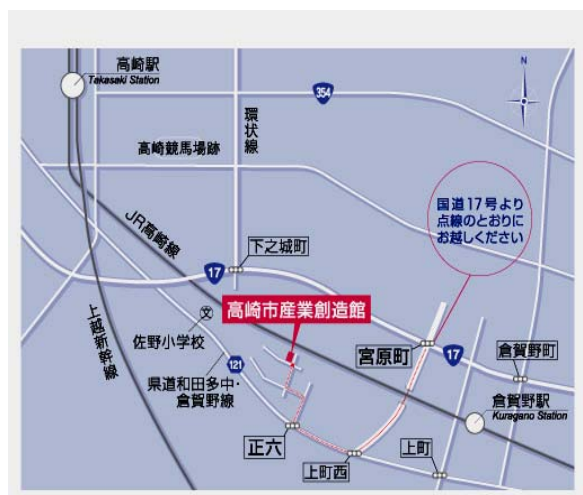 高崎駅
Takasaki Station
N
354
環状線
高崎競馬場跡
国道17号より
点線のとおりに
お越しください
JR高崎線
下之城町
17
高崎市産業創造館
文
佐野小学校
上越新幹線
宮原町
17
倉賀野町
121
県道和田多中・
倉賀野線
倉賀野駅
Kuragano Station
正六
上町西
上町